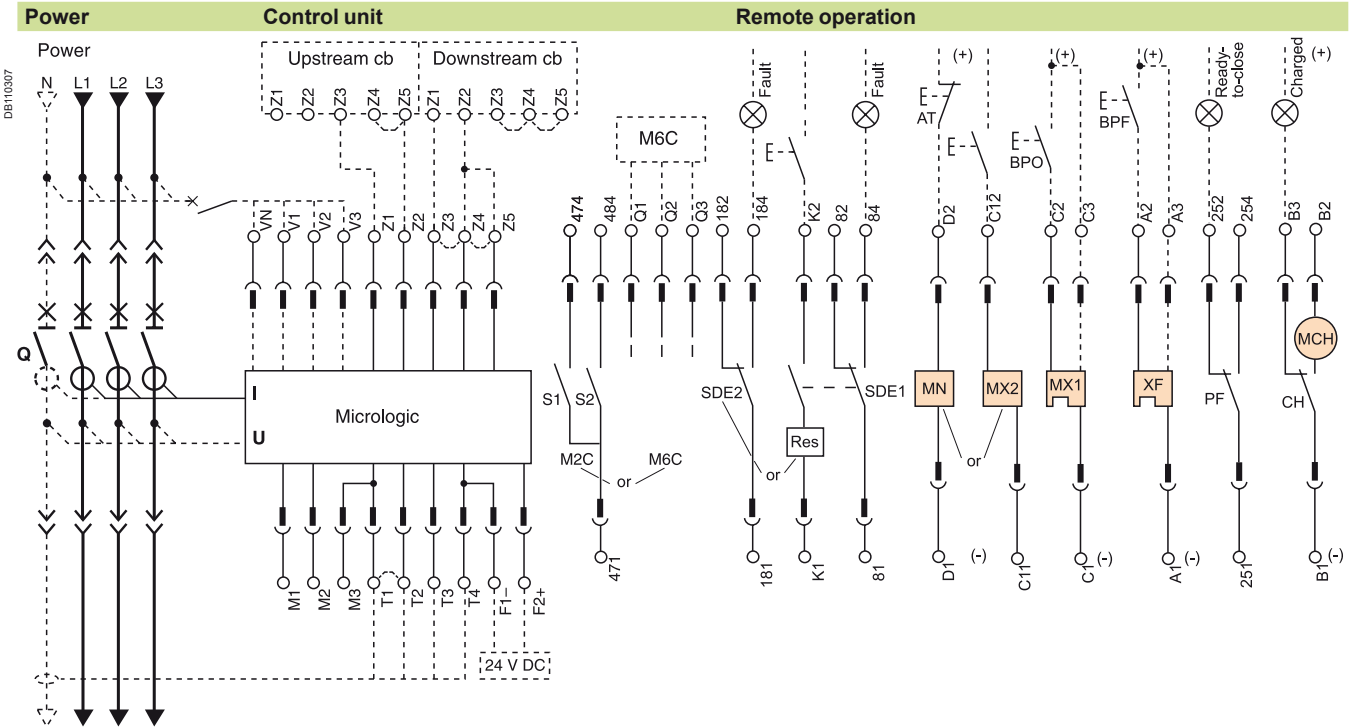 Power Control unit Remote operation
DB110307
Power
N L1 L2 L3
Upstream cb Downstream cb
Z1 Z2 Z3 Z4 Z5 Z1 Z2 Z3 Z4 Z5
M6C
Fault
Fault
(+)
AT
(+)
BPO
(+)
BPF
Ready-
to-close
Charged (+)
VN V1 V2 V3 Z1 Z2 Z3 Z4 Z5
474 484 Q1 Q2 Q3 182 184 K2 82 84 D2 C12 C2 C3 A2 A3 252 254 B3 B2
Q
I
U
Micrologic
S1 S2
M2C or M6C
SDE2
or
Res
SDE1
MN
or
MX2
MX1
XF
PF
MCH
CH
M1 M2 M3 T1 T2 T3 T4 F1– F2+
471 181 K1 81 D1 (-) C11 C1 (-) A1 (-) 251 B1 (-)
24 V DC